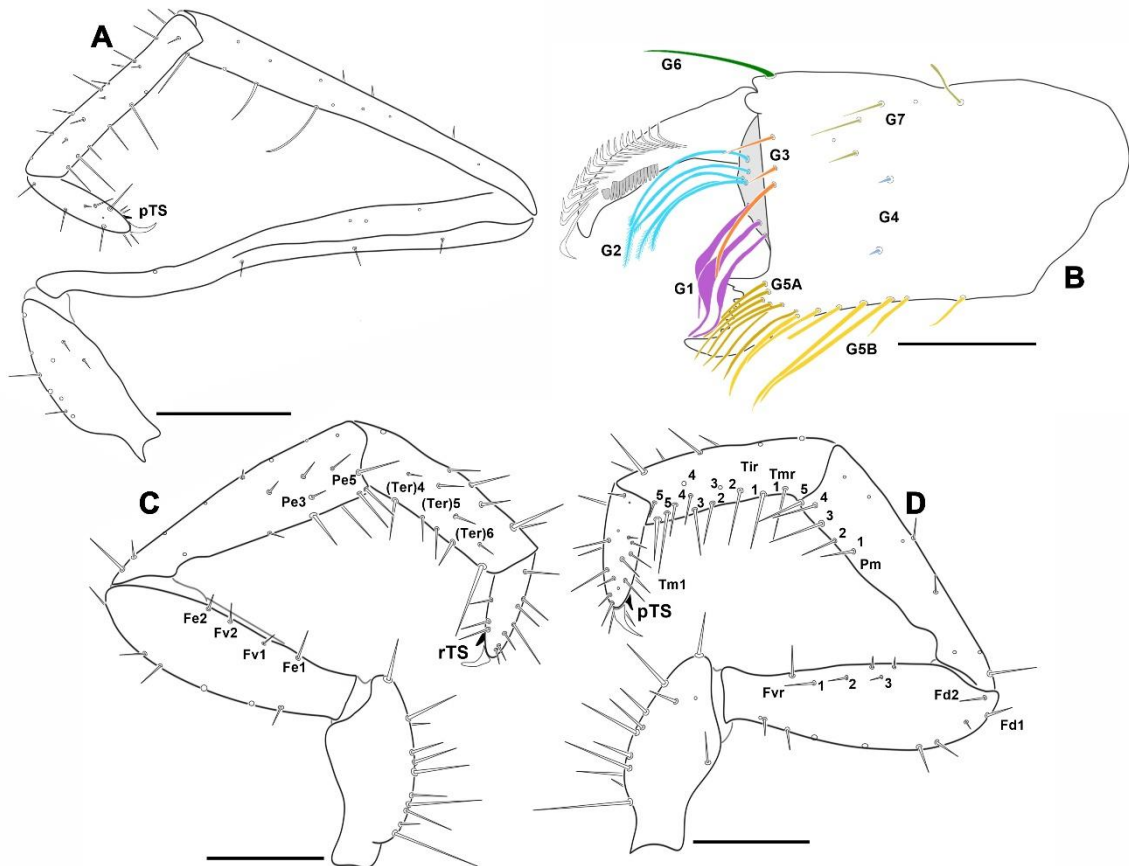 A
pTS
G6
G7
G3
G4
G2
G1
G5A
G5B
B
C
Pe5
Pe3
(Ter)4
(Ter)5
(Ter)6
Fe2
Fv2
Fv1
Fe1
rTS
D
Tir
Tmr
4
3 2 1 1 5
5 5 4 3 2
4
3
2
1
Pm
Tm1
pTS
Fvr 1 2 3
Fd2
Fd1